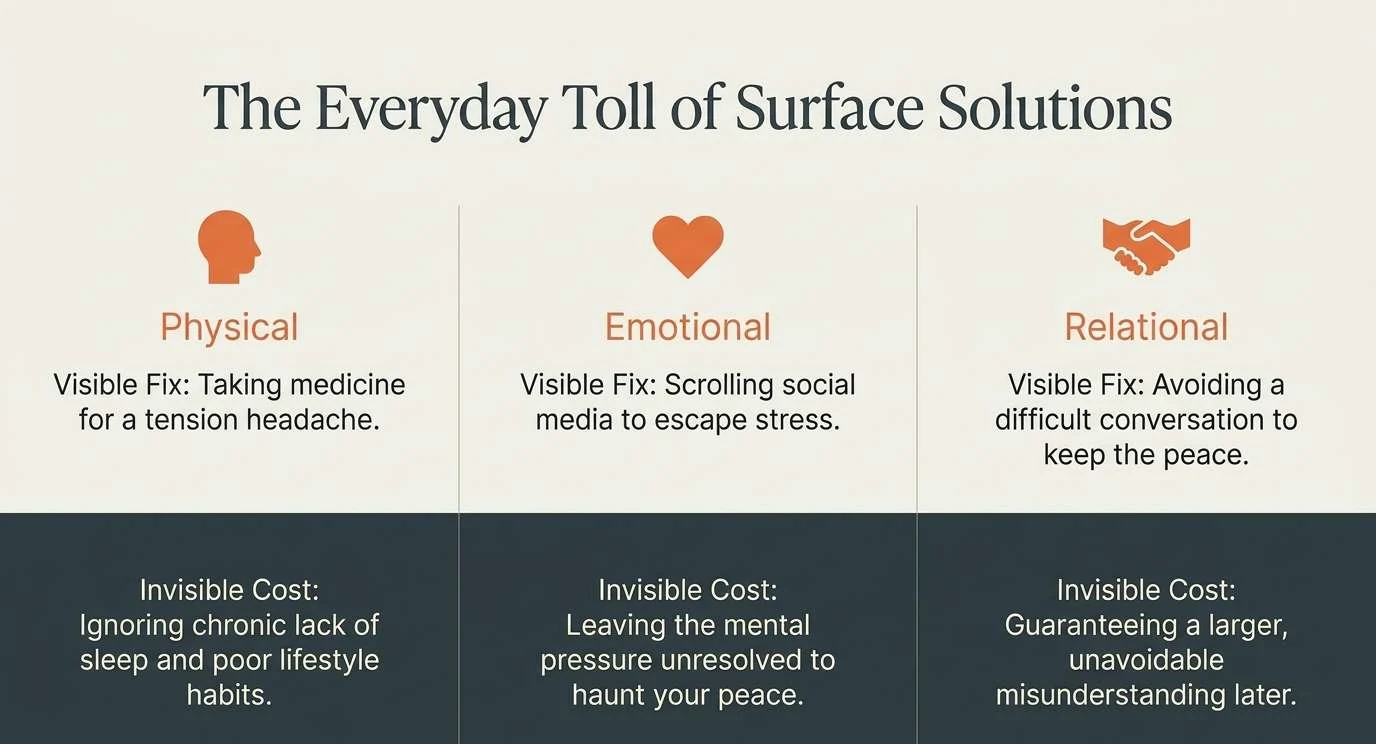 The Everyday Toll of Surface Solutions
Physical
Visible Fix: Taking medicine
for a tension headache.
Invisible Cost:
Ignoring chronic lack of
sleep and poor lifestyle
habits.
Emotional
Visible Fix: Scrolling social
media to escape stress.
Invisible Cost:
Leaving the mental
pressure unresolved to
haunt your peace.
Relational
Visible Fix: Avoiding a
difficult conversation to
keep the peace.
Invisible Cost:
Guaranteeing a larger,
unavoidable
misunderstanding later.